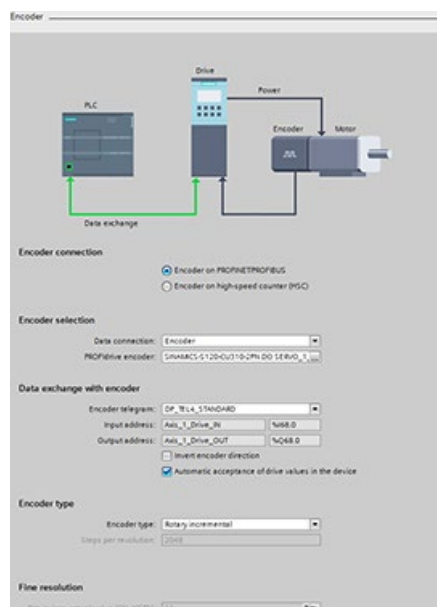 Encoder
Drive
Power
PLC
Encoder
Motor
Data exchange
Encoder connection
Encoder on PROFINET/PROFIBUS
Encoder on high-speed counter (HSC)
Encoder selection
Data connection: Encoder
PROFIdrive encoder: SINAMICS-S120-CU310-2PN.DO SERVO_1 ...
Data exchange with encoder
Encoder telegram: DP_TEL4_STANDARD
Input address: Axis_1_Drive_IN %I68.0
Output address: Axis_1_Drive_OUT %Q68.0
Invert encoder direction
Automatic acceptance of drive values in the device
Encoder type
Encoder type: Rotary incremental
Steps per revolution: 2048
Fine resolution